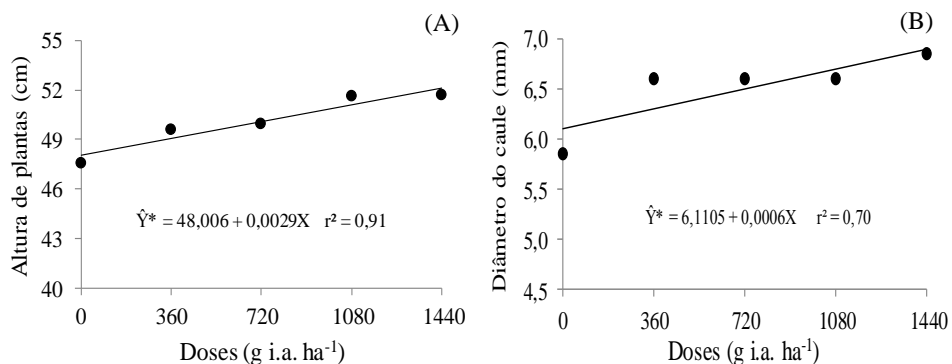 (A)
Altura de plantas (cm)
55
52
49
46
43
40
Ŷ* = 48,006 + 0,0029X r² = 0,91
0 360 720 1080 1440
Doses (g i.a. ha⁻¹)
(B)
Diâmetro do caule (mm)
7,0
6,5
6,0
5,5
5,0
4,5
Ŷ* = 6,1105 + 0,0006X r² = 0,70
0 360 720 1080 1440
Doses (g i.a. ha⁻¹)